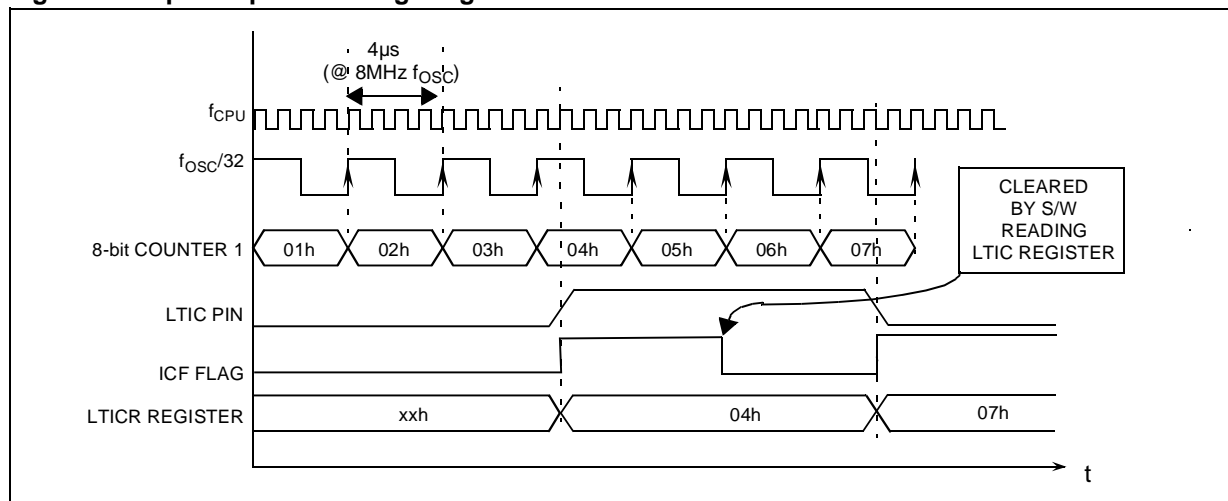 4µs
(@ 8MHz fOSC)
fCPU
fOSC/32
CLEARED
BY S/W
READING
LTIC REGISTER
8-bit COUNTER 1
01h
02h
03h
04h
05h
06h
07h
LTIC PIN
ICF FLAG
LTICR REGISTER
xxh
04h
07h
t